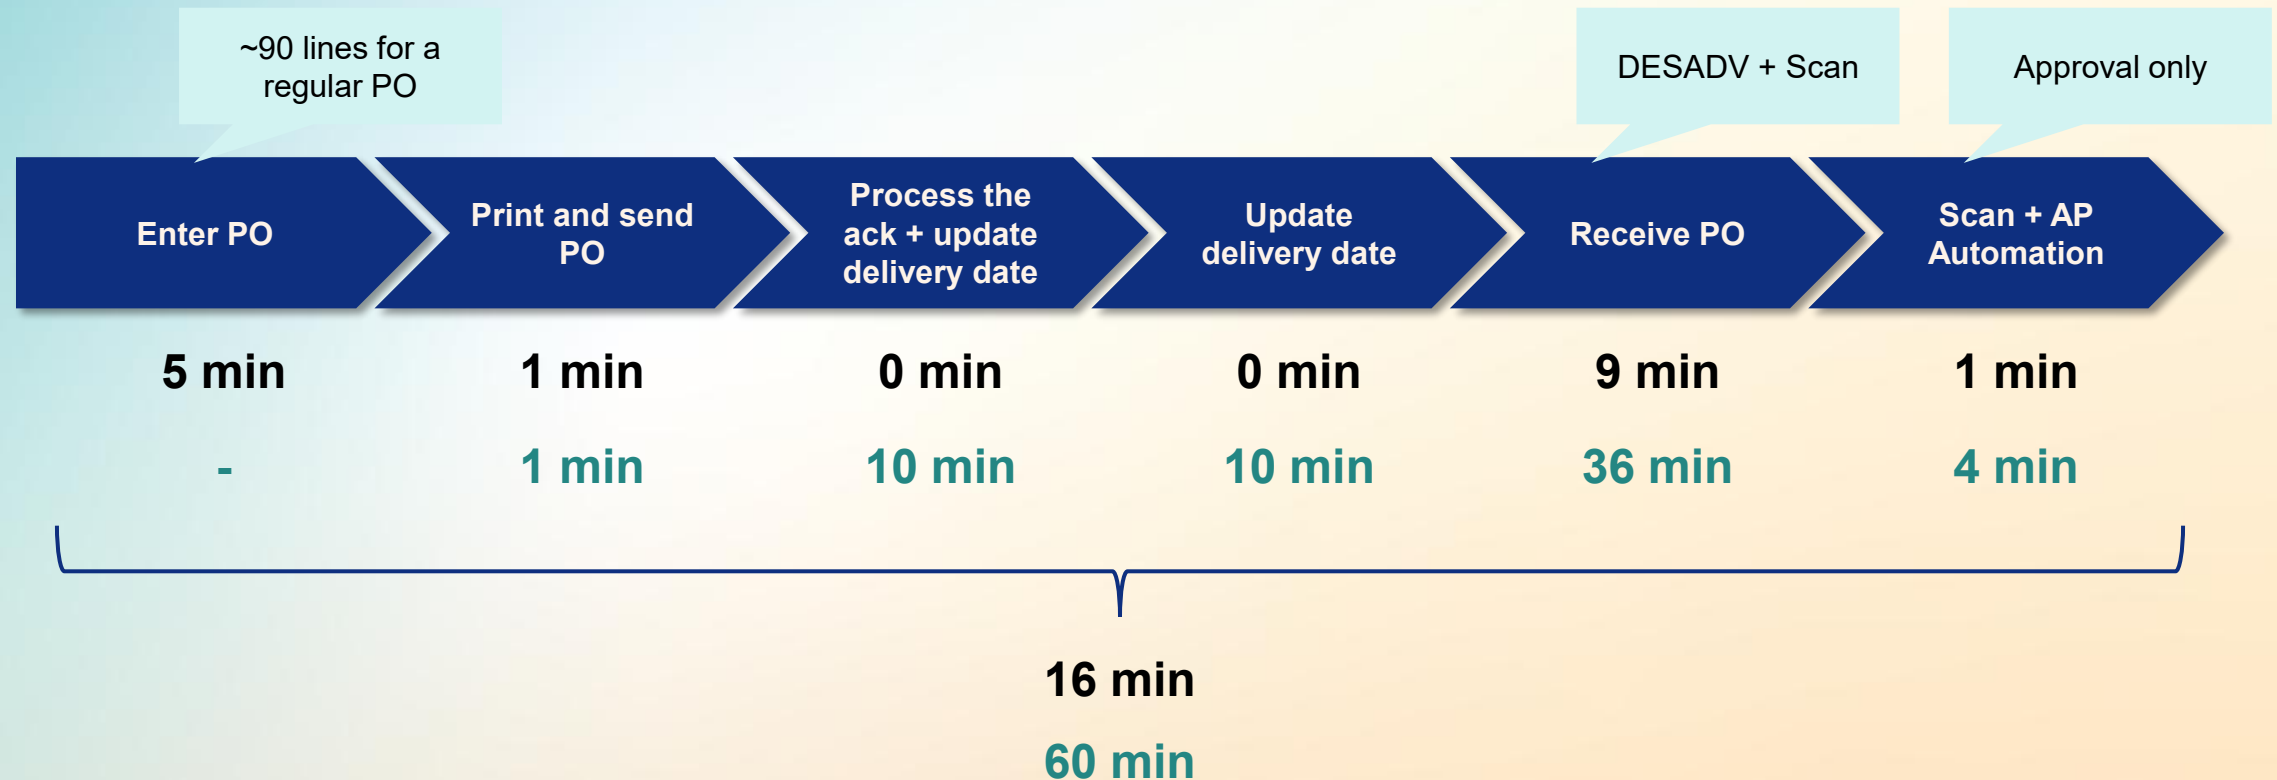 ~90 lines for a
regular PO
DESADV + Scan
Approval only
Enter PO
Print and send
PO
Process the
ack + update
delivery date
Update
delivery date
Receive PO
Scan + AP
Automation
5 min
1 min
0 min
0 min
9 min
1 min
-
1 min
10 min
10 min
36 min
4 min
16 min
60 min